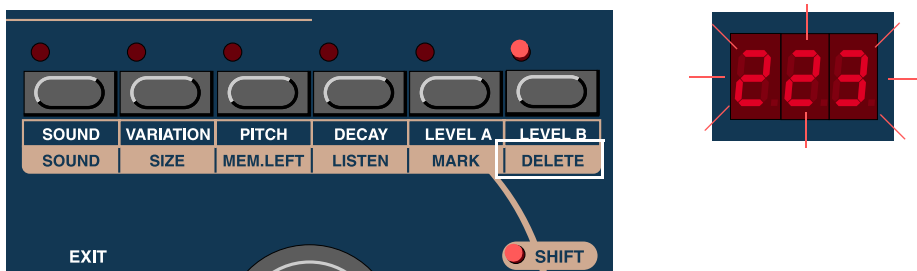 223
SOUND VARIATION PITCH DECAY LEVEL A LEVEL B
SOUND SIZE MEM.LEFT LISTEN MARK DELETE
EXIT SHIFT